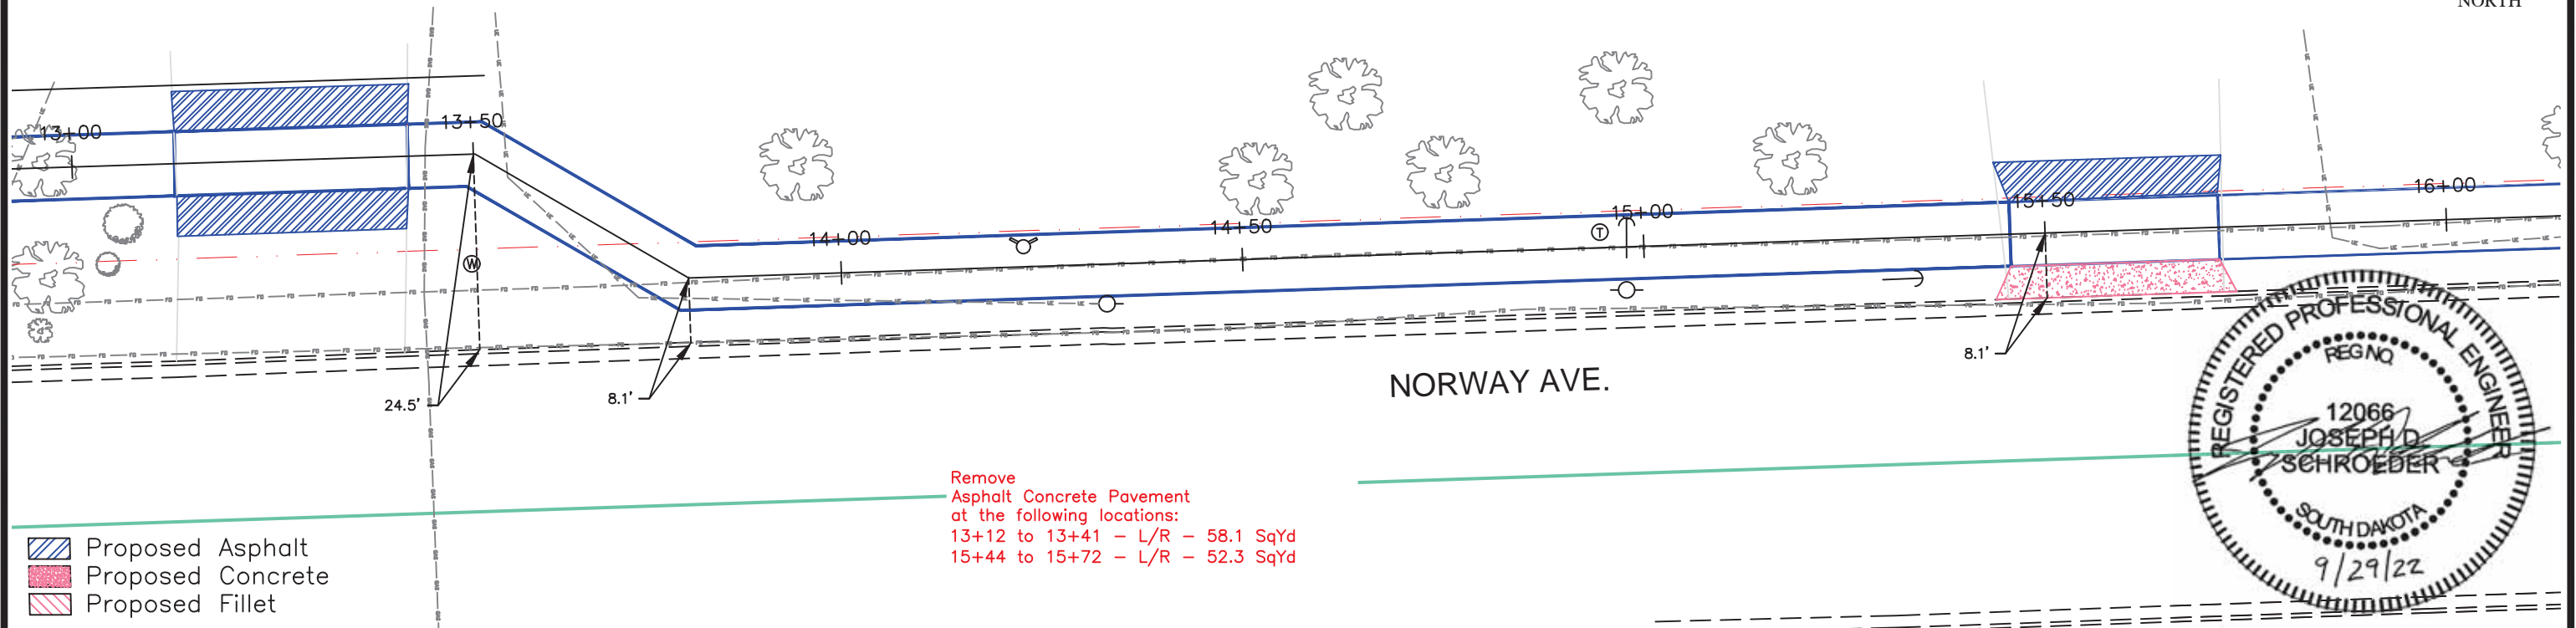 NORTH
13+00
13+50
14+00
14+50
15+00
15+50
16+00
W
T
24.5'
8.1'
8.1'
NORWAY AVE.
Remove
Asphalt Concrete Pavement
at the following locations:
13+12 to 13+41 – L/R – 58.1 SqYd
15+44 to 15+72 – L/R – 52.3 SqYd
Proposed Asphalt
Proposed Concrete
Proposed Fillet
REGISTERED PROFESSIONAL ENGINEER
REG NO.
12066
JOSEPH D.
SCHROEDER
SOUTH DAKOTA
9/29/22